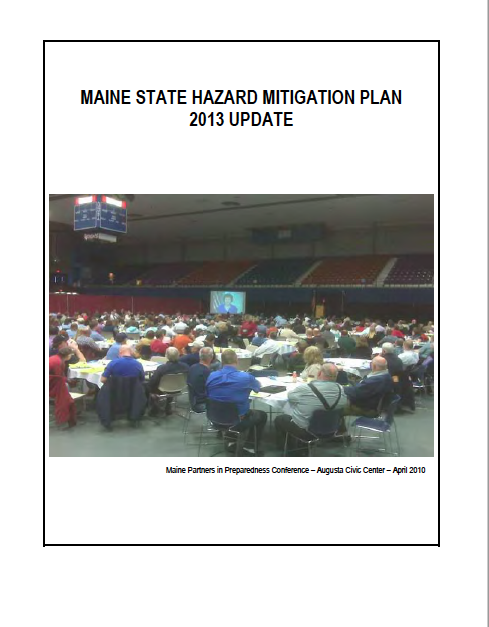 MAINE STATE HAZARD MITIGATION PLAN
2013 UPDATE
Maine Partners in Preparedness Conference – Augusta Civic Center – April 2010